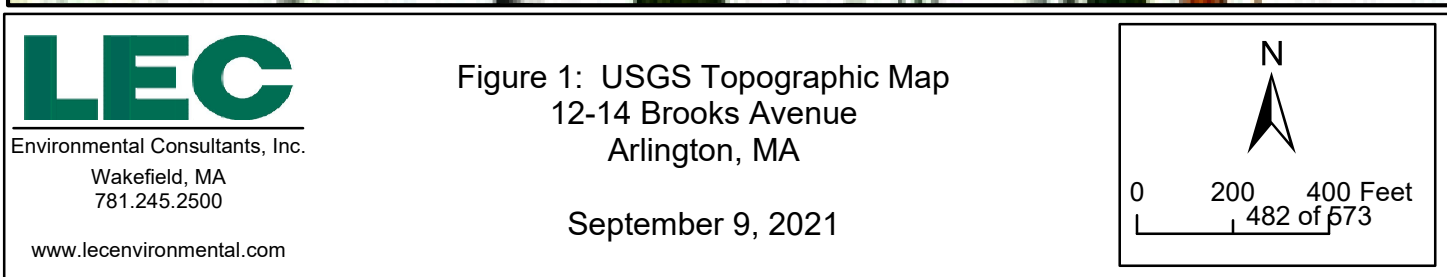 LEC
Environmental Consultants, Inc.
Wakefield, MA
781.245.2500
www.lecenvironmental.com
Figure 1: USGS Topographic Map
12-14 Brooks Avenue
Arlington, MA
September 9, 2021
N
0 200 400 Feet
482 of 573